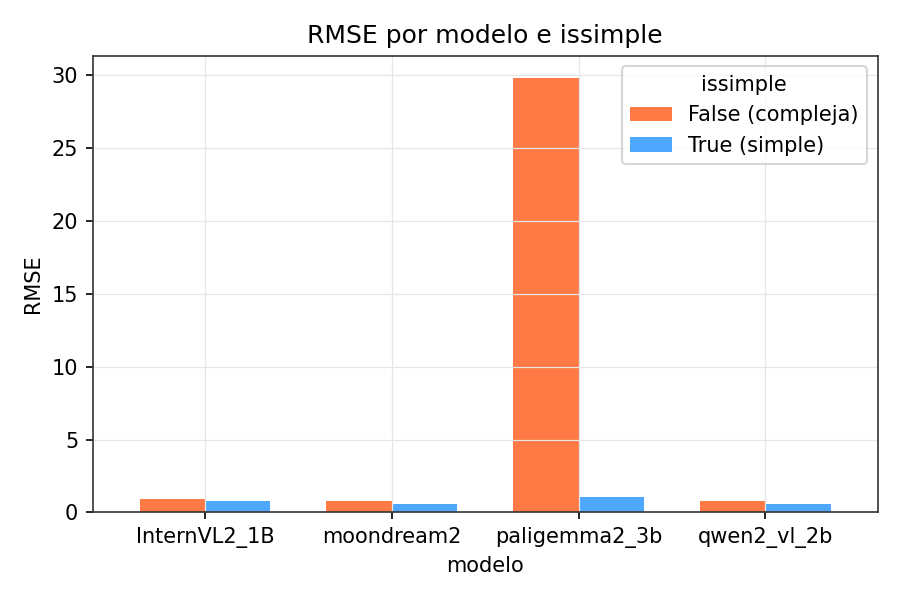 RMSE por modelo e issimple
issimple
False (compleja)
True (simple)
RMSE
30
25
20
15
10
5
0
InternVL2_1B
moondream2
paligemma2_3b
qwen2_vl_2b
modelo